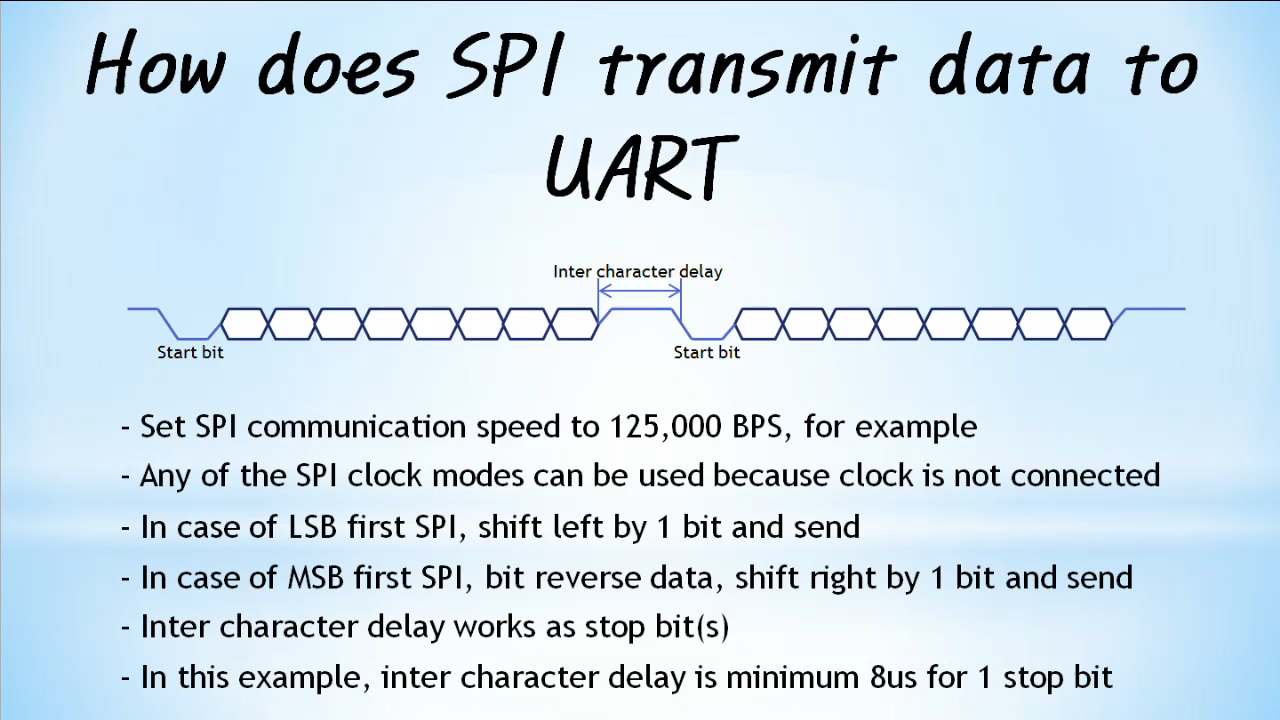 How does SPI transmit data to
UART
Inter character delay
Start bit
Start bit
- Set SPI communication speed to 125,000 BPS, for example
- Any of the SPI clock modes can be used because clock is not connected
- In case of LSB first SPI, shift left by 1 bit and send
- In case of MSB first SPI, bit reverse data, shift right by 1 bit and send
- Inter character delay works as stop bit(s)
- In this example, inter character delay is minimum 8us for 1 stop bit